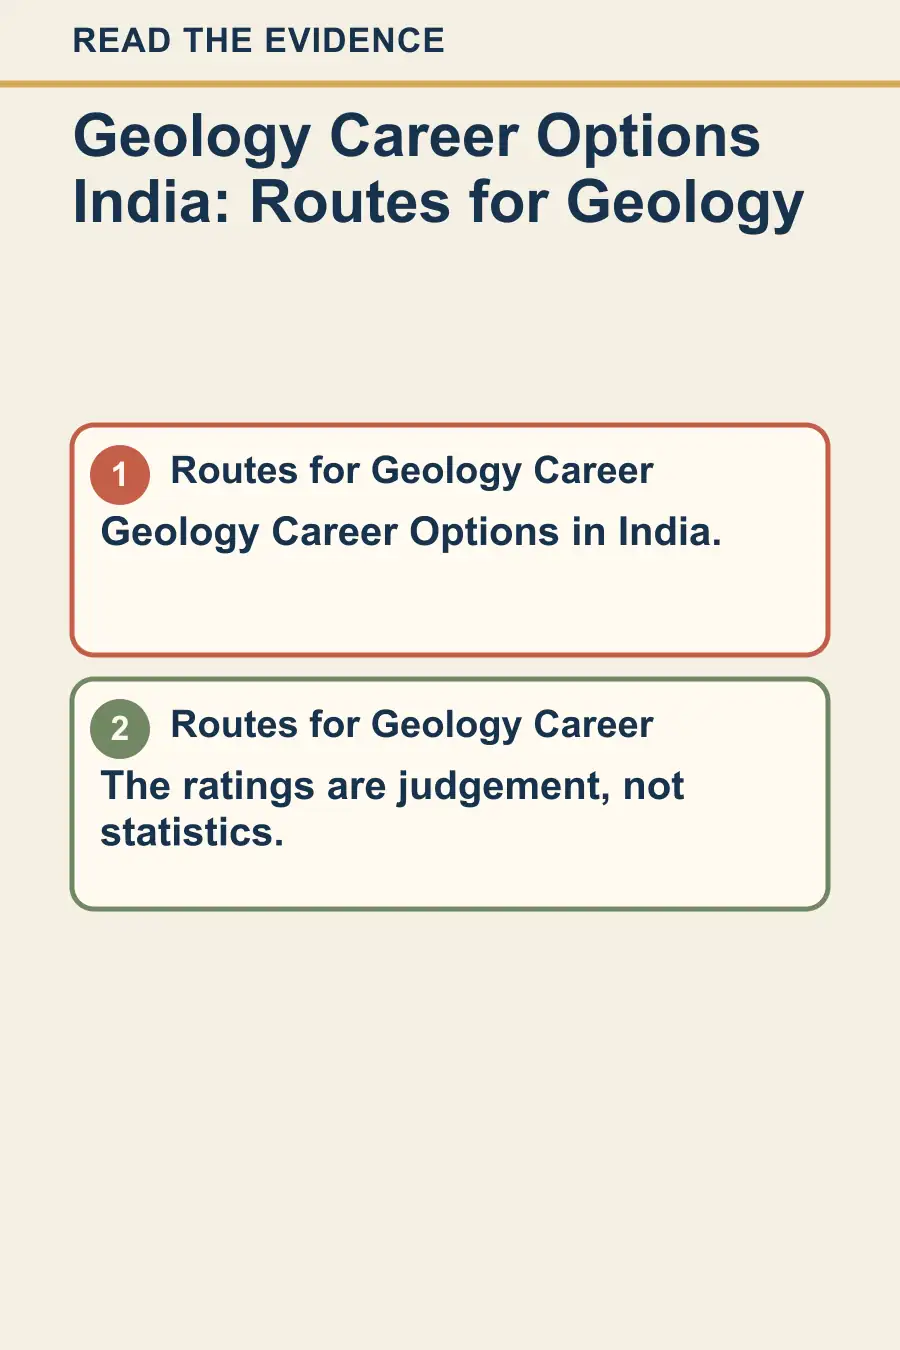 READ THE EVIDENCE
Geology Career Options
India: Routes for Geology
1
Routes for Geology Career
Geology Career Options in India.
2
Routes for Geology Career
The ratings are judgement, not
statistics.